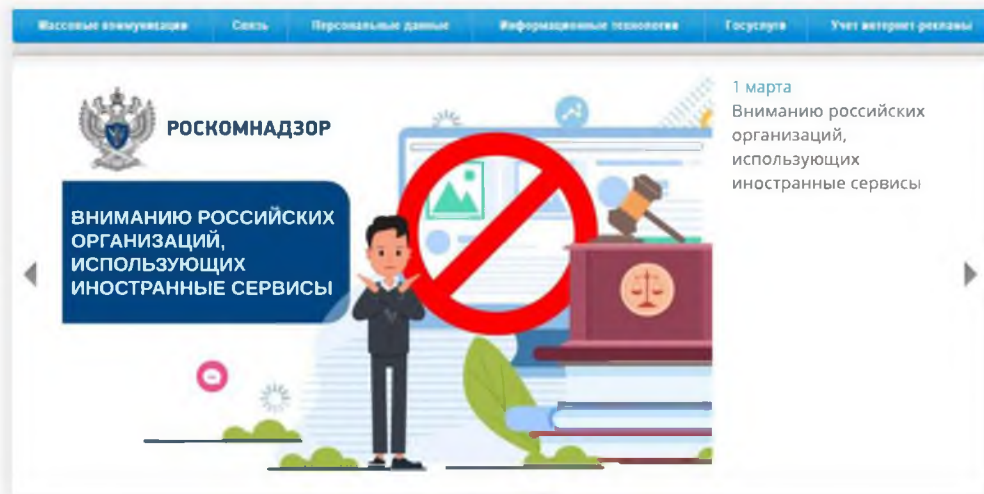 Массовые коммуникации
Связь
Персональные данные
Информационные технологии
Госуслуги
Учет интернет рекламы
РОСКОМНАДЗОР
ВНИМАНИЮ РОССИЙСКИХ
ОРГАНИЗАЦИЙ,
ИСПОЛЬЗУЮЩИХ
ИНОСТРАННЫЕ СЕРВИСЫ
1 марта
Вниманию российских
организаций,
использующих
иностранные сервисы